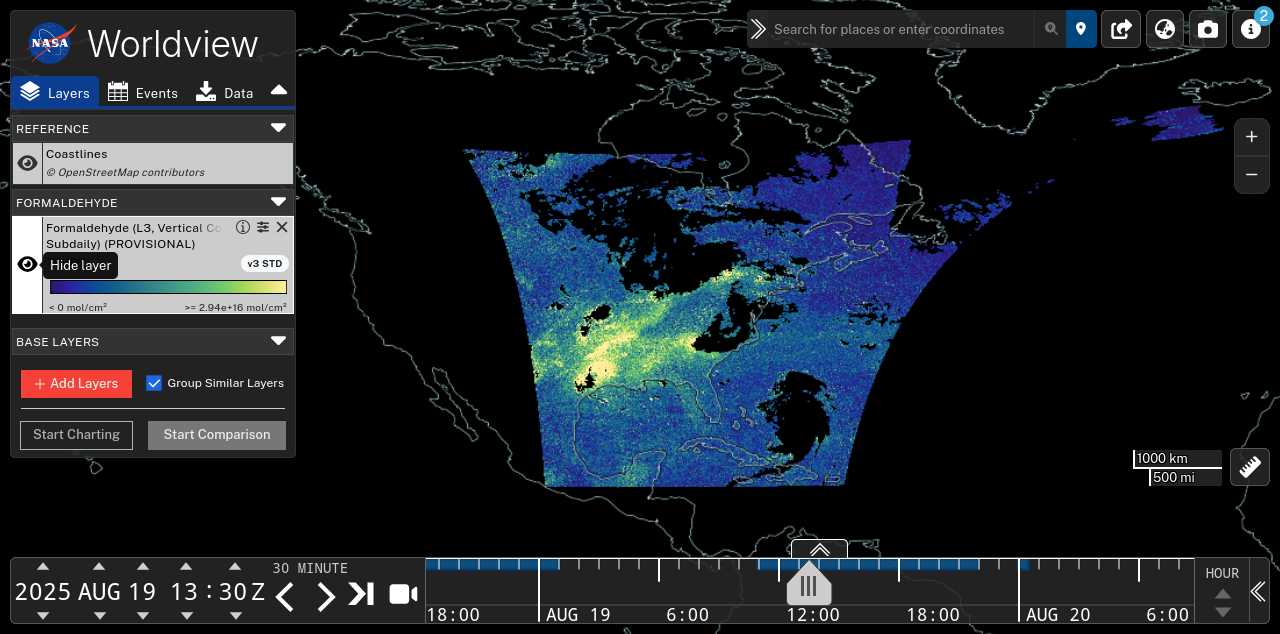 NASA
Worldview
Layers
Events
Data
REFERENCE
Coastlines
© OpenStreetMap contributors
FORMALDEHYDE
Formaldehyde (L3, Vertical Co
Subdaily) (PROVISIONAL)
Hide layer
v3 STD
< 0 mol/cm²
>= 2.94e+16 mol/cm²
BASE LAYERS
+ Add Layers
Group Similar Layers
Start Charting
Start Comparison
Search for places or enter coordinates
2
+
−
1000 km
500 mi
2025 AUG 19 13 : 30 Z
30 MINUTE
18:00
AUG 19
6:00
12:00
18:00
AUG 20
6:00
HOUR